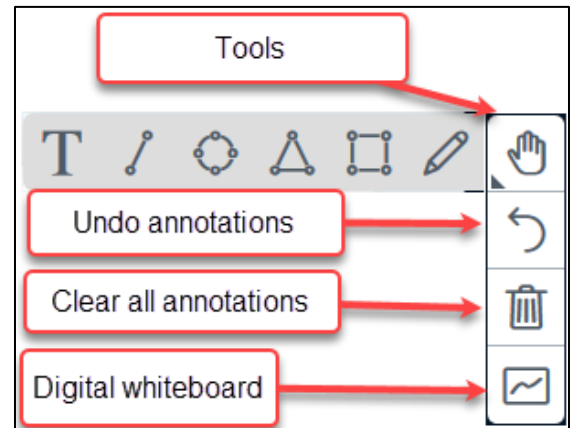 Tools
T
Undo annotations
Clear all annotations
Digital whiteboard